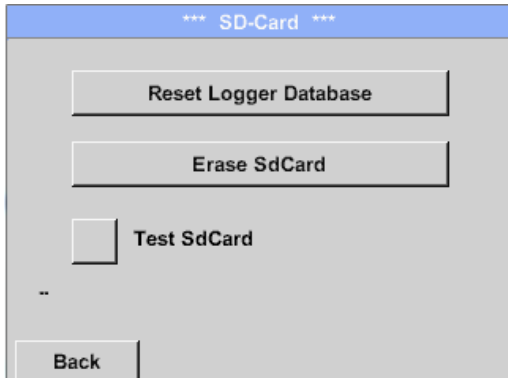 *** SD-Card ***
Reset Logger Database
Erase SdCard
Test SdCard
--
Back